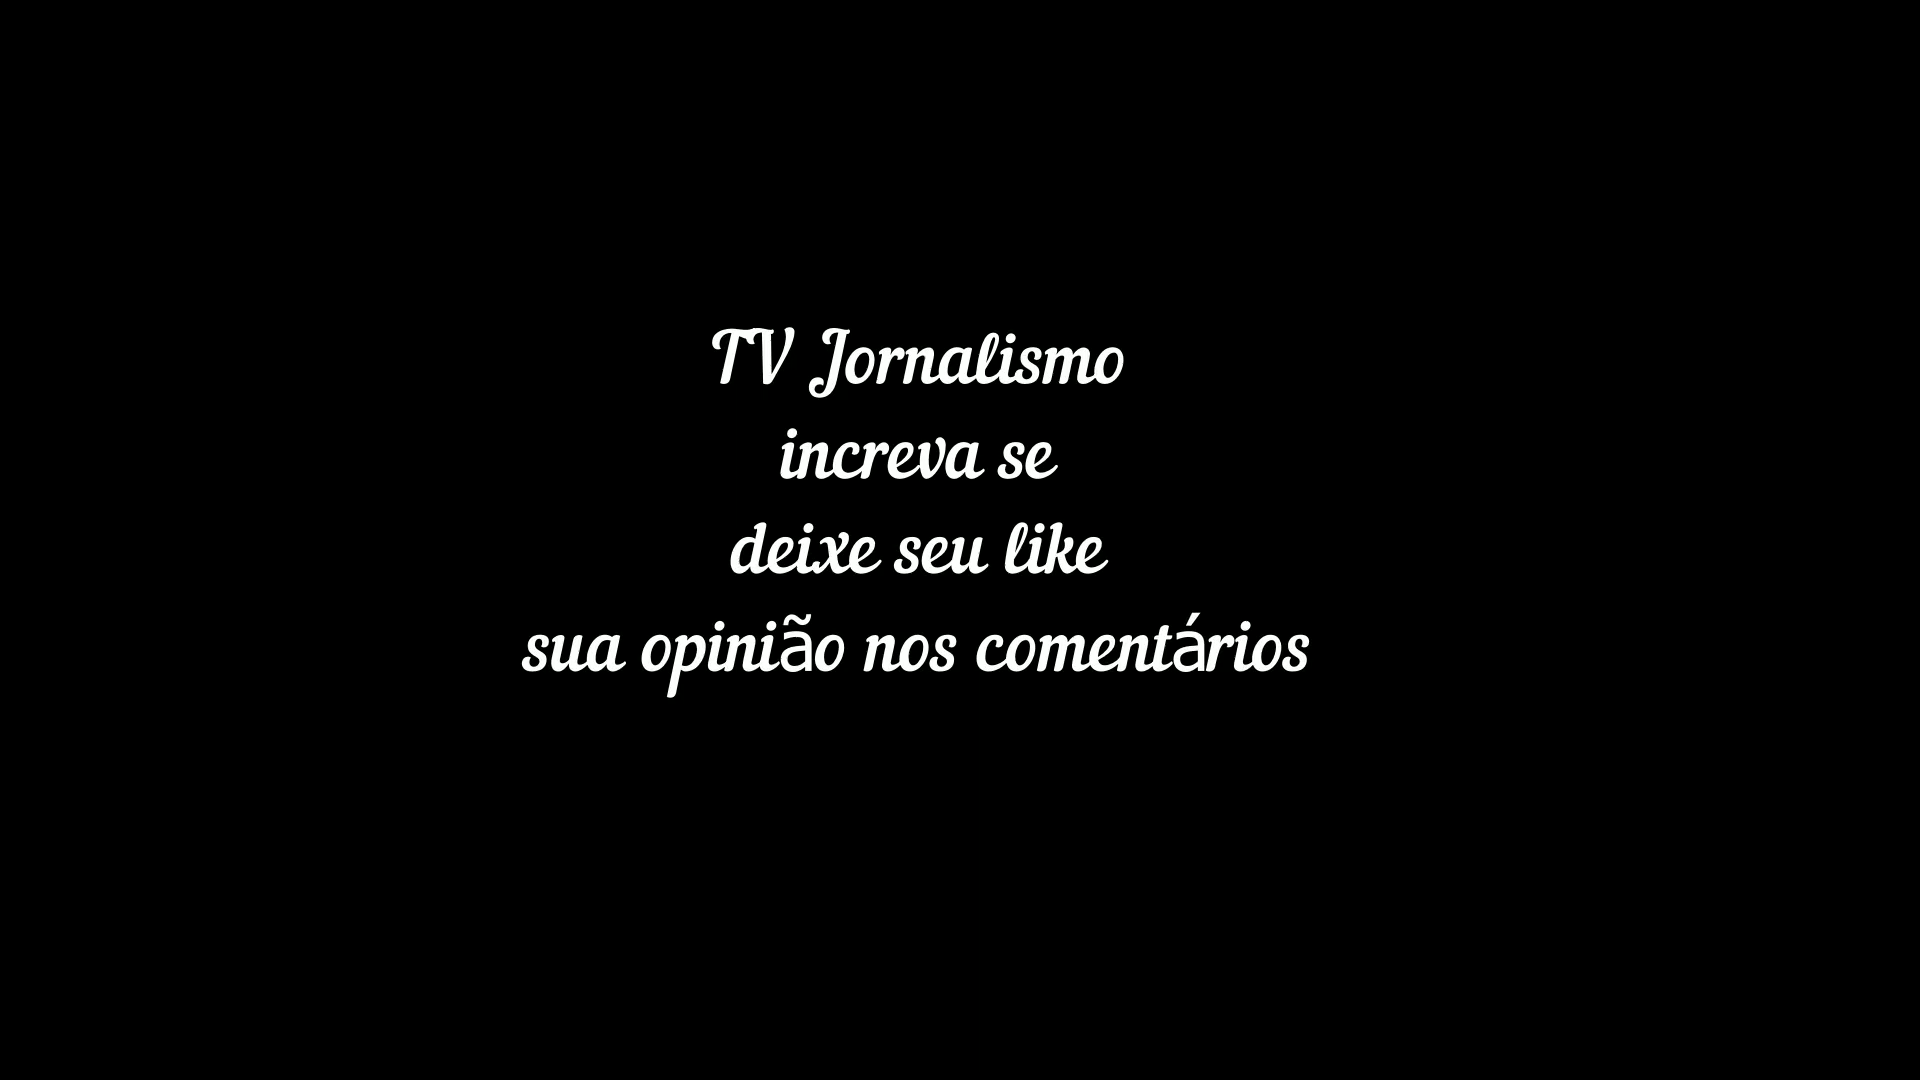 TV Jornalismo
increva se
deixe seu like
sua opinião nos comentários